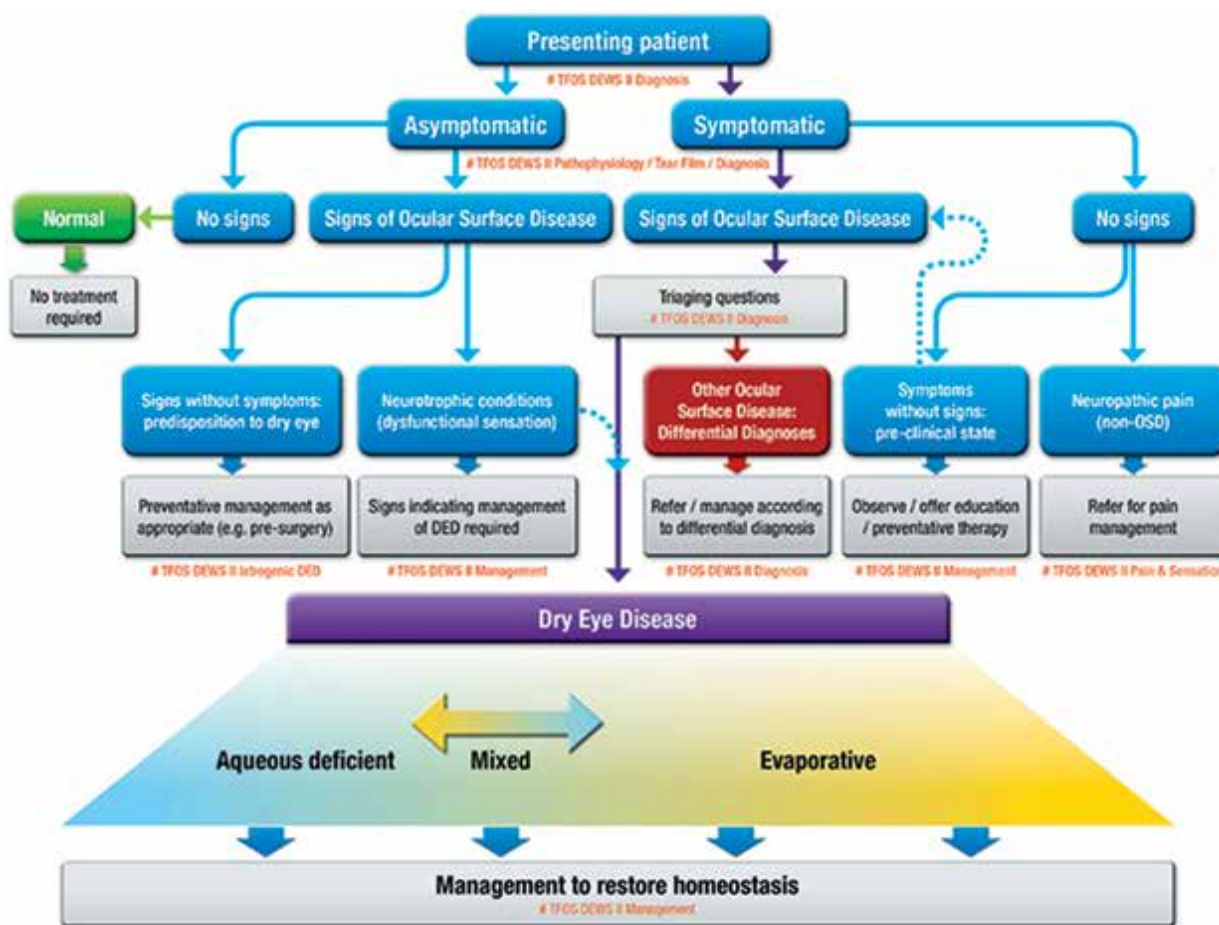 Presenting patient
# TFOS DEWS II Diagnosis
Asymptomatic
Symptomatic
# TFOS DEWS II Pathophysiology / Tear Film / Diagnosis
Normal
No signs
Signs of Ocular Surface Disease
Signs of Ocular Surface Disease
No signs
No treatment
required
Triaging questions
# TFOS DEWS II Diagnosis
Signs without symptoms:
predisposition to dry eye
Neurotrophic conditions
(dysfunctional sensation)
Other Ocular
Surface Disease:
Differential Diagnoses
Symptoms
without signs:
pre-clinical state
Neuropathic pain
(non-OSD)
Preventative management as
appropriate (e.g. pre-surgery)
# TFOS DEWS II Iatrogenic DED
Signs indicating management
of DED required
# TFOS DEWS II Management
Refer / manage according
to differential diagnosis
# TFOS DEWS II Diagnosis
Observe / offer education
/ preventative therapy
# TFOS DEWS II Management
Refer for pain
management
# TFOS DEWS II Pain & Sensation
Dry Eye Disease
Aqueous deficient
Mixed
Evaporative
Management to restore homeostasis
# TFOS DEWS II Management